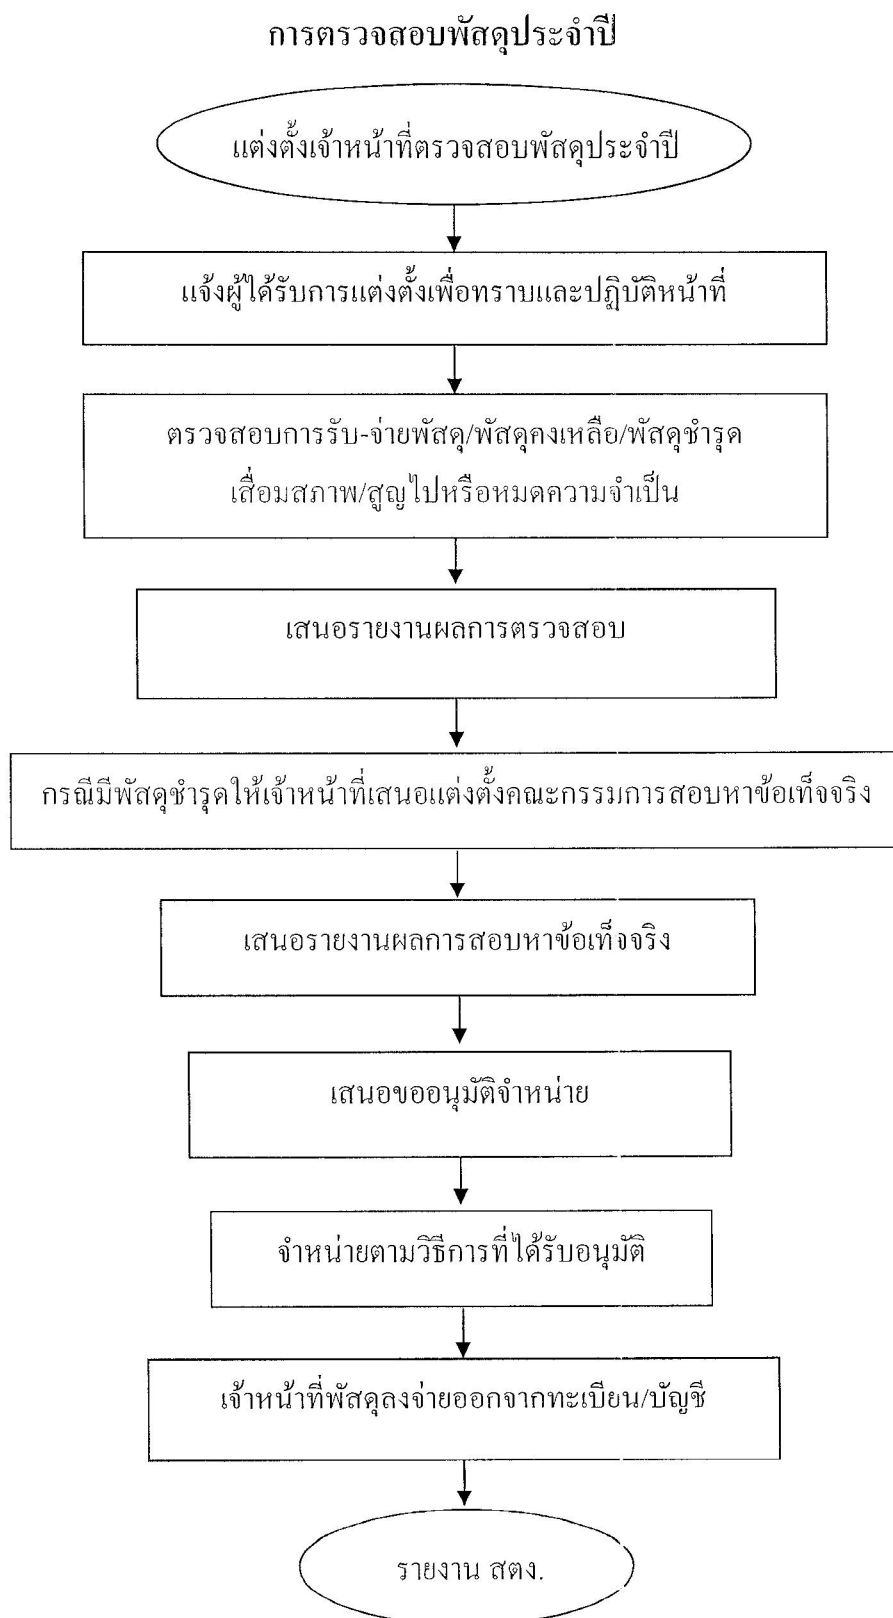 การตรวจสอบพัสดุประจำปี
แต่งตั้งเจ้าหน้าที่ตรวจสอบพัสดุประจำปี
แจ้งผู้ได้รับการแต่งตั้งเพื่อทราบและปฏิบัติหน้าที่
ตรวจสอบการรับ-จ่ายพัสดุ/พัสดุคงเหลือ/พัสดุชำรุด
เสื่อมสภาพ/สูญไปหรือหมดความจำเป็น
เสนอรายงานผลการตรวจสอบ
กรณีมีพัสดุชำรุดให้เจ้าหน้าที่เสนอแต่งตั้งคณะกรรมการสอบหาข้อเท็จจริง
เสนอรายงานผลการสอบหาข้อเท็จจริง
เสนอขออนุมัติจำหน่าย
จำหน่ายตามวิธีการที่ได้รับอนุมัติ
เจ้าหน้าที่พัสดุลงจ่ายออกจากทะเบียน/บัญชี
รายงาน สตง.